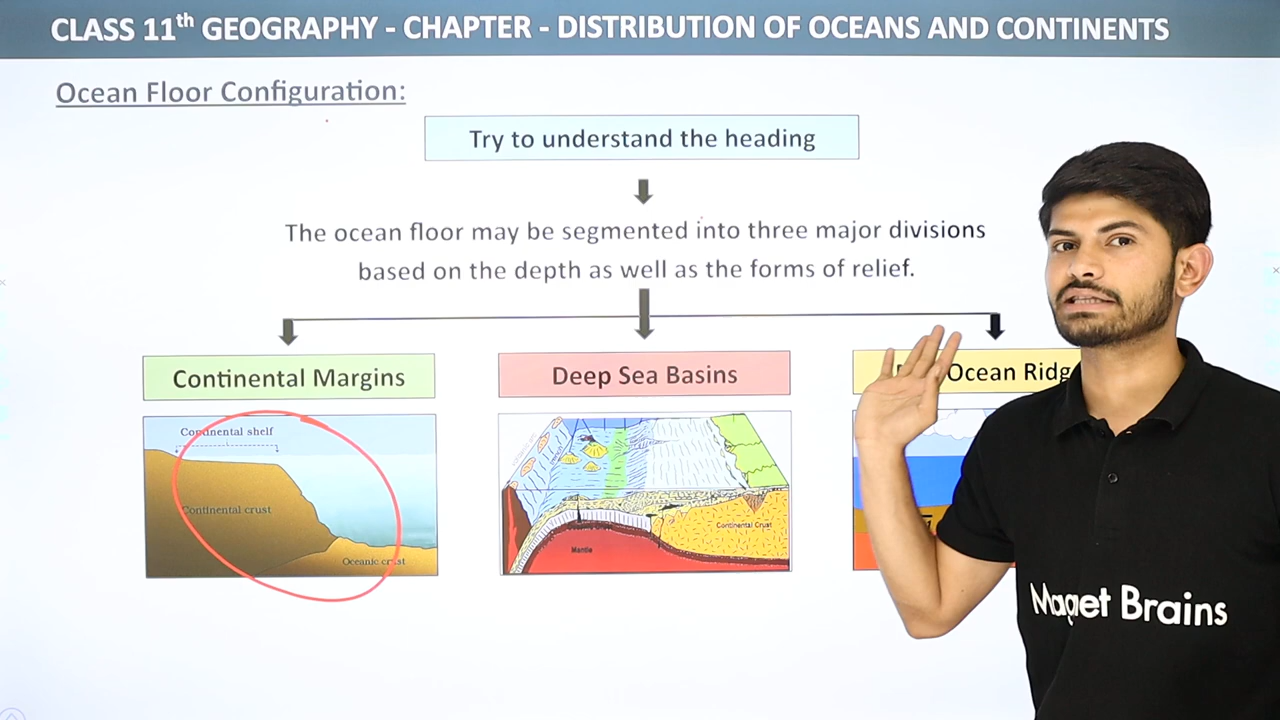 CLASS 11th GEOGRAPHY - CHAPTER - DISTRIBUTION OF OCEANS AND CONTINENTS
Ocean Floor Configuration:
Try to understand the heading
The ocean floor may be segmented into three major divisions
based on the depth as well as the forms of relief.
Continental Margins
Deep Sea Basins
Ocean Ridg
Continental shelf
Continental crust
Oceanic crust
Continental Crust
Mantle
Magnet Brains